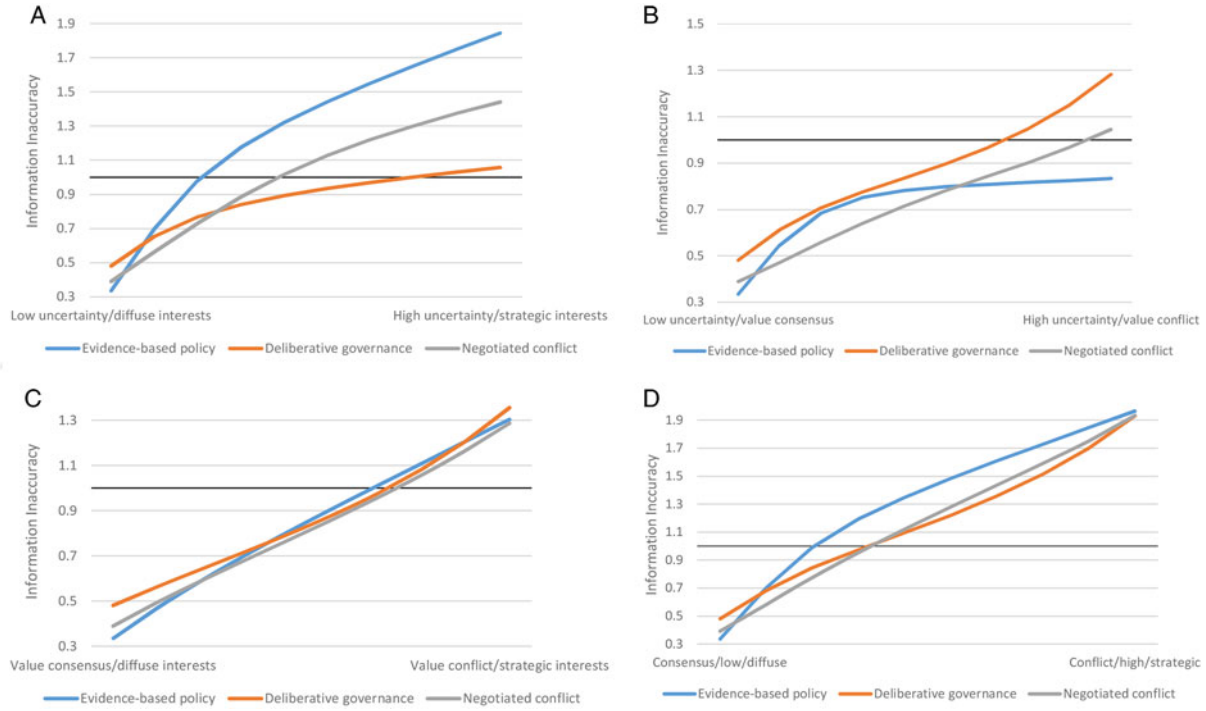 A
Information Inaccuracy
1.9
1.7
1.5
1.3
1.1
0.9
0.7
0.5
0.3
Low uncertainty/diffuse interests
High uncertainty/strategic interests
Evidence-based policy
Deliberative governance
Negotiated conflict
B
Information Inaccuracy
1.3
1.1
0.9
0.7
0.5
0.3
Low uncertainty/value consensus
High uncertainty/value conflict
Evidence-based policy
Deliberative governance
Negotiated conflict
C
Information Inaccuracy
1.3
1.1
0.9
0.7
0.5
0.3
Value consensus/diffuse interests
Value conflict/strategic interests
Evidence-based policy
Deliberative governance
Negotiated conflict
D
Information Inccuracy
1.9
1.7
1.5
1.3
1.1
0.9
0.7
0.5
0.3
Consensus/low/diffuse
Conflict/high/strategic
Evidence-based policy
Deliberative governance
Negotiated conflict